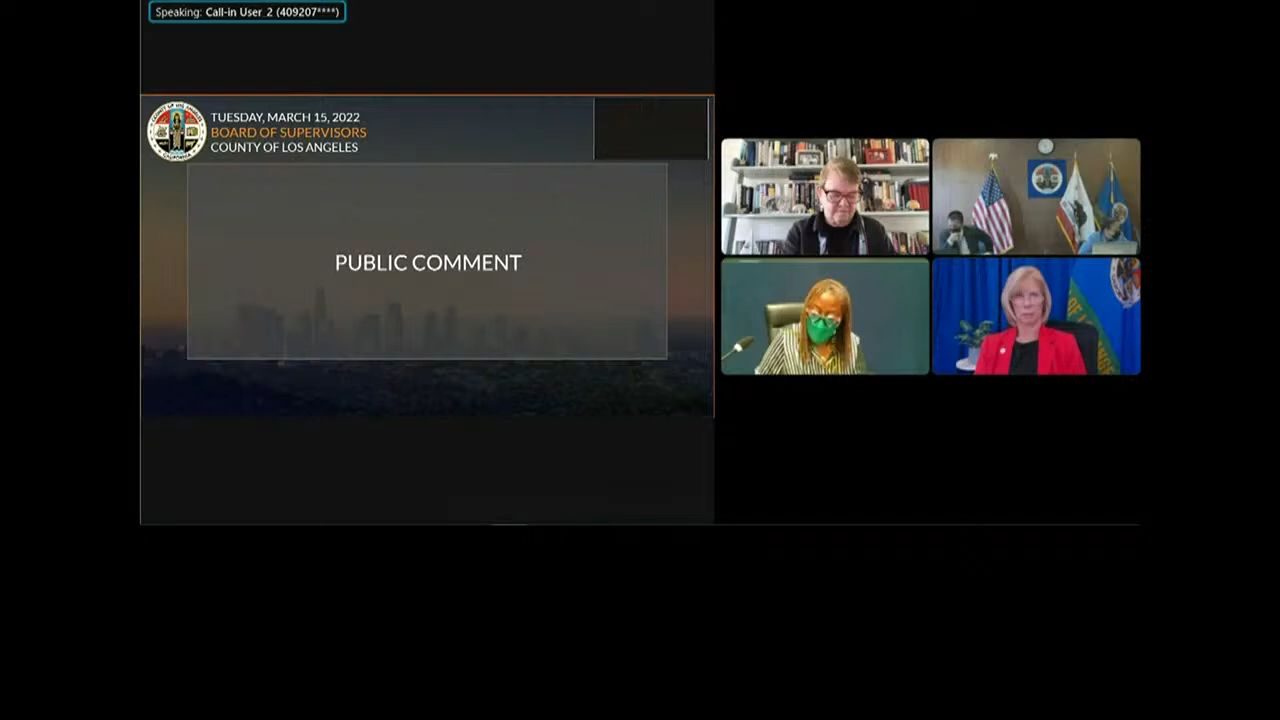 Speaking: Call-in User_2 (409207****)
TUESDAY, MARCH 15, 2022
BOARD OF SUPERVISORS
COUNTY OF LOS ANGELES
PUBLIC COMMENT